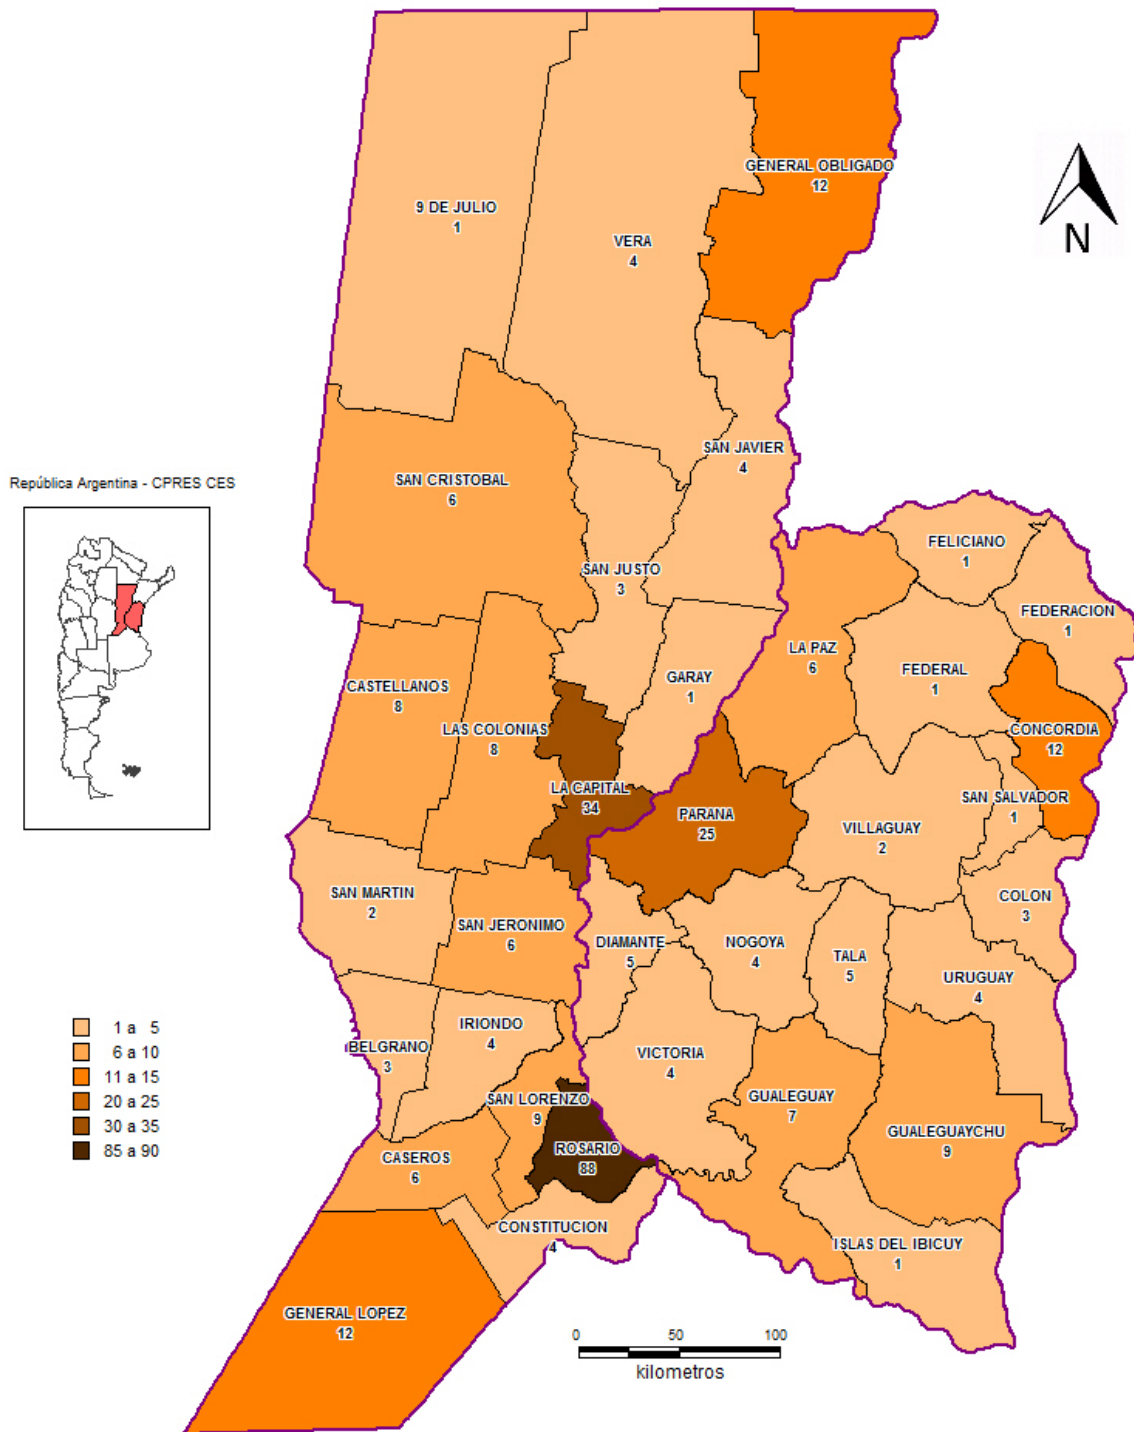 GENERAL OBLIGADO
12
9 DE JULIO
1
VERA
4
N
SAN JAVIER
4
SAN CRISTOBAL
6
República Argentina - CPRES CES
FELICIANO
1
SAN JUSTO
3
FEDERACION
1
LA PAZ
6
FEDERAL
1
GARAY
1
CASTELLANOS
8
LAS COLONIAS
8
CONCORDIA
12
LA CAPITAL
34
SAN SALVADOR
1
PARANA
25
VILLAGUAY
2
SAN MARTIN
2
COLON
3
SAN JERONIMO
6
DIAMANTE
5
NOGOYA
4
TALA
5
URUGUAY
4
IRIONDO
4
BELGRANO
3
VICTORIA
4
1 a 5
6 a 10
11 a 15
20 a 25
30 a 35
85 a 90
SAN LORENZO
9
GUALEGUAY
7
GUALEGUAYCHU
9
ROSARIO
88
CASEROS
6
CONSTITUCION
4
ISLAS DEL IBICUY
1
GENERAL LOPEZ
12
0 50 100
kilometros